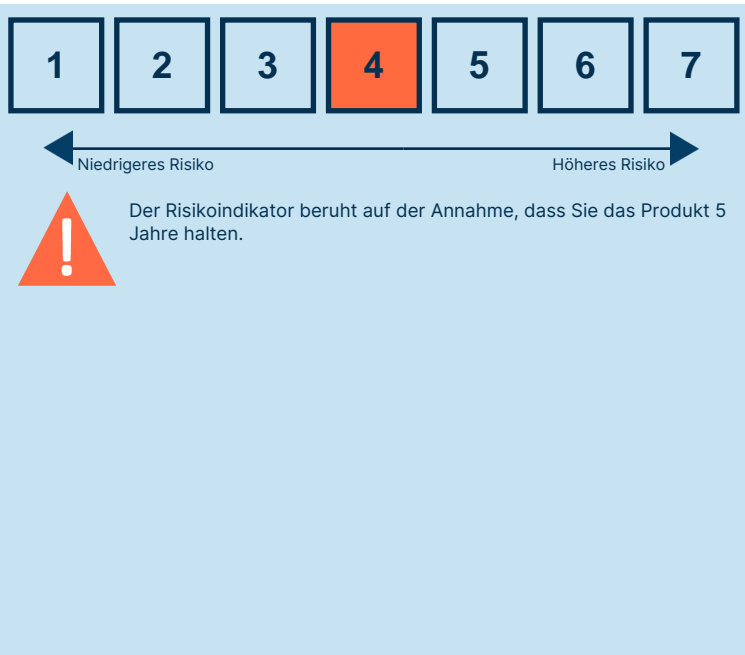 1 2 3 4 5 6 7
Niedrigeres Risiko Höheres Risiko
Der Risikoindikator beruht auf der Annahme, dass Sie das Produkt 5
Jahre halten.